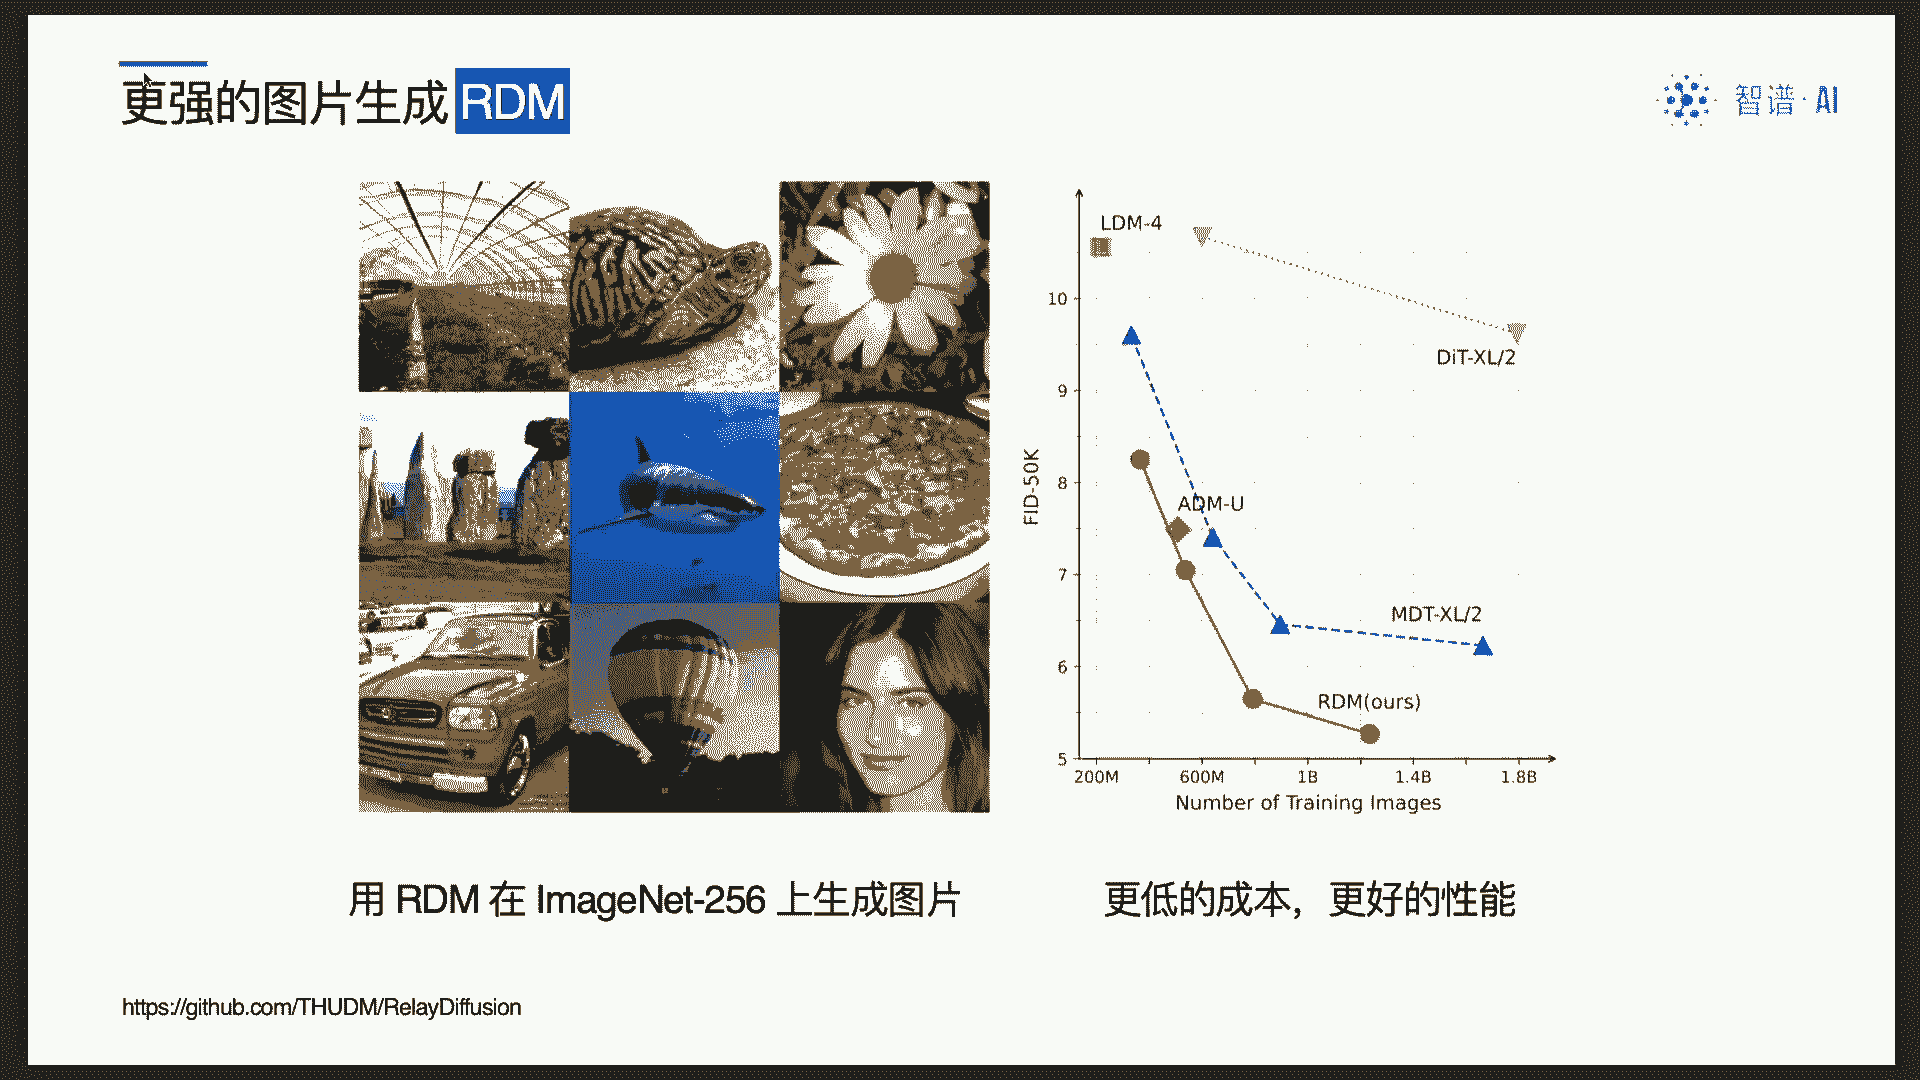 更强的图片生成 RDM
智谱·AI
LDM-4
DiT-XL/2
ADM-U
MDT-XL/2
RDM(ours)
FID-50K
10
9
8
7
6
5
200M 600M 1B 1.4B 1.8B
Number of Training Images
用 RDM 在 ImageNet-256 上生成图片
更低的成本，更好的性能
https://github.com/THUDM/RelayDiffusion